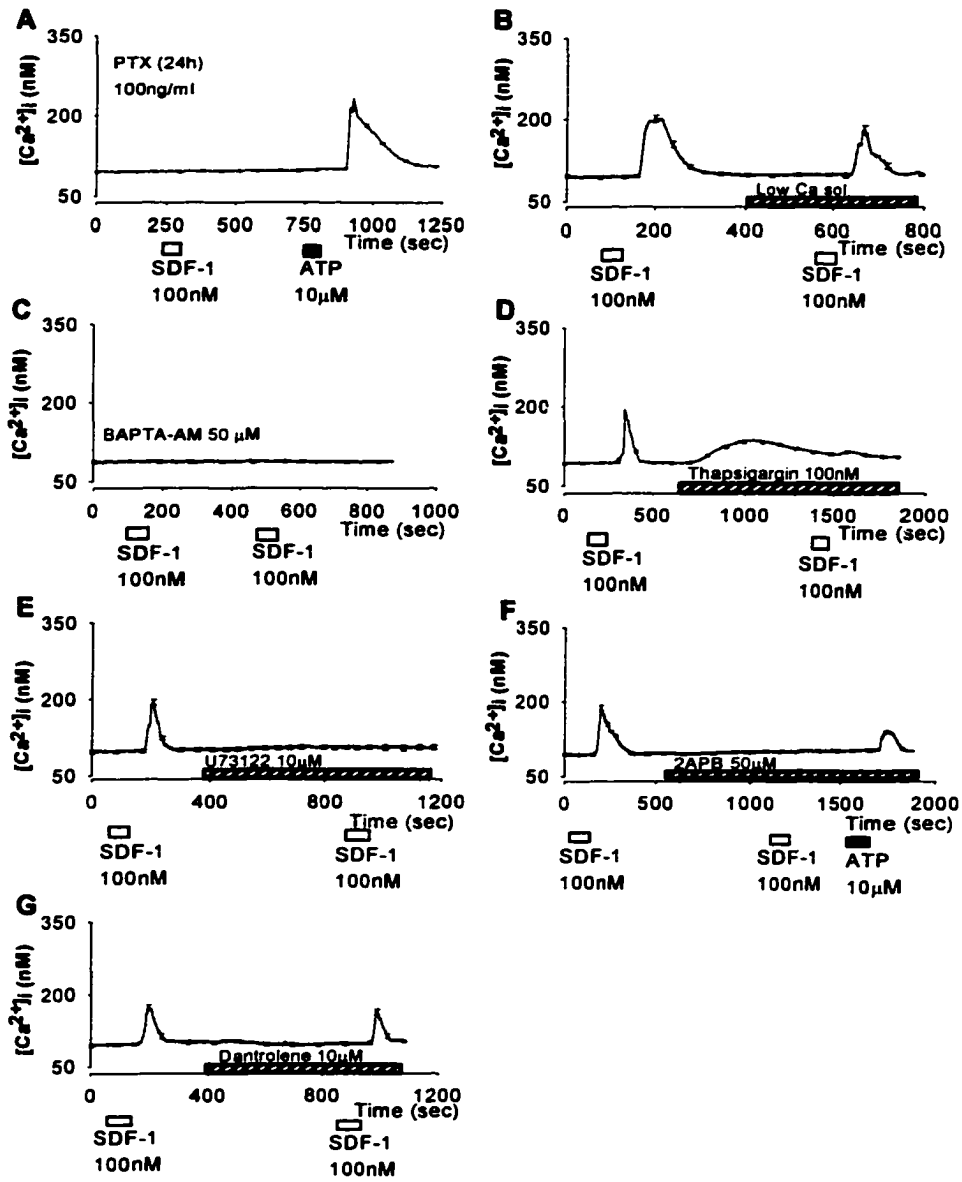 A
350
200
50
[Ca2+]i (nM)
PTX (24h)
100ng/ml
0 250 500 750 1000 1250
Time (sec)
SDF-1
100nM
ATP
10µM
B
350
200
50
[Ca2+]i (nM)
Low Ca sol
0 200 400 600 800
Time (sec)
SDF-1
100nM
SDF-1
100nM
C
350
200
50
[Ca2+]i (nM)
BAPTA-AM 50 µM
0 200 400 600 800 1000
Time (sec)
SDF-1
100nM
SDF-1
100nM
D
350
200
50
[Ca2+]i (nM)
Thapsigargin 100nM
0 500 1000 1500 2000
Time (sec)
SDF-1
100nM
SDF-1
100nM
E
350
200
50
[Ca2+]i (nM)
U73122 10µM
0 400 800 1200
Time (sec)
SDF-1
100nM
SDF-1
100nM
F
350
200
50
[Ca2+]i (nM)
2APB 50µM
0 500 1000 1500 2000
Time (sec)
SDF-1
100nM
SDF-1
100nM
ATP
10µM
G
350
200
50
[Ca2+]i (nM)
Dantrolene 10µM
0 400 800 1200
Time (sec)
SDF-1
100nM
SDF-1
100nM